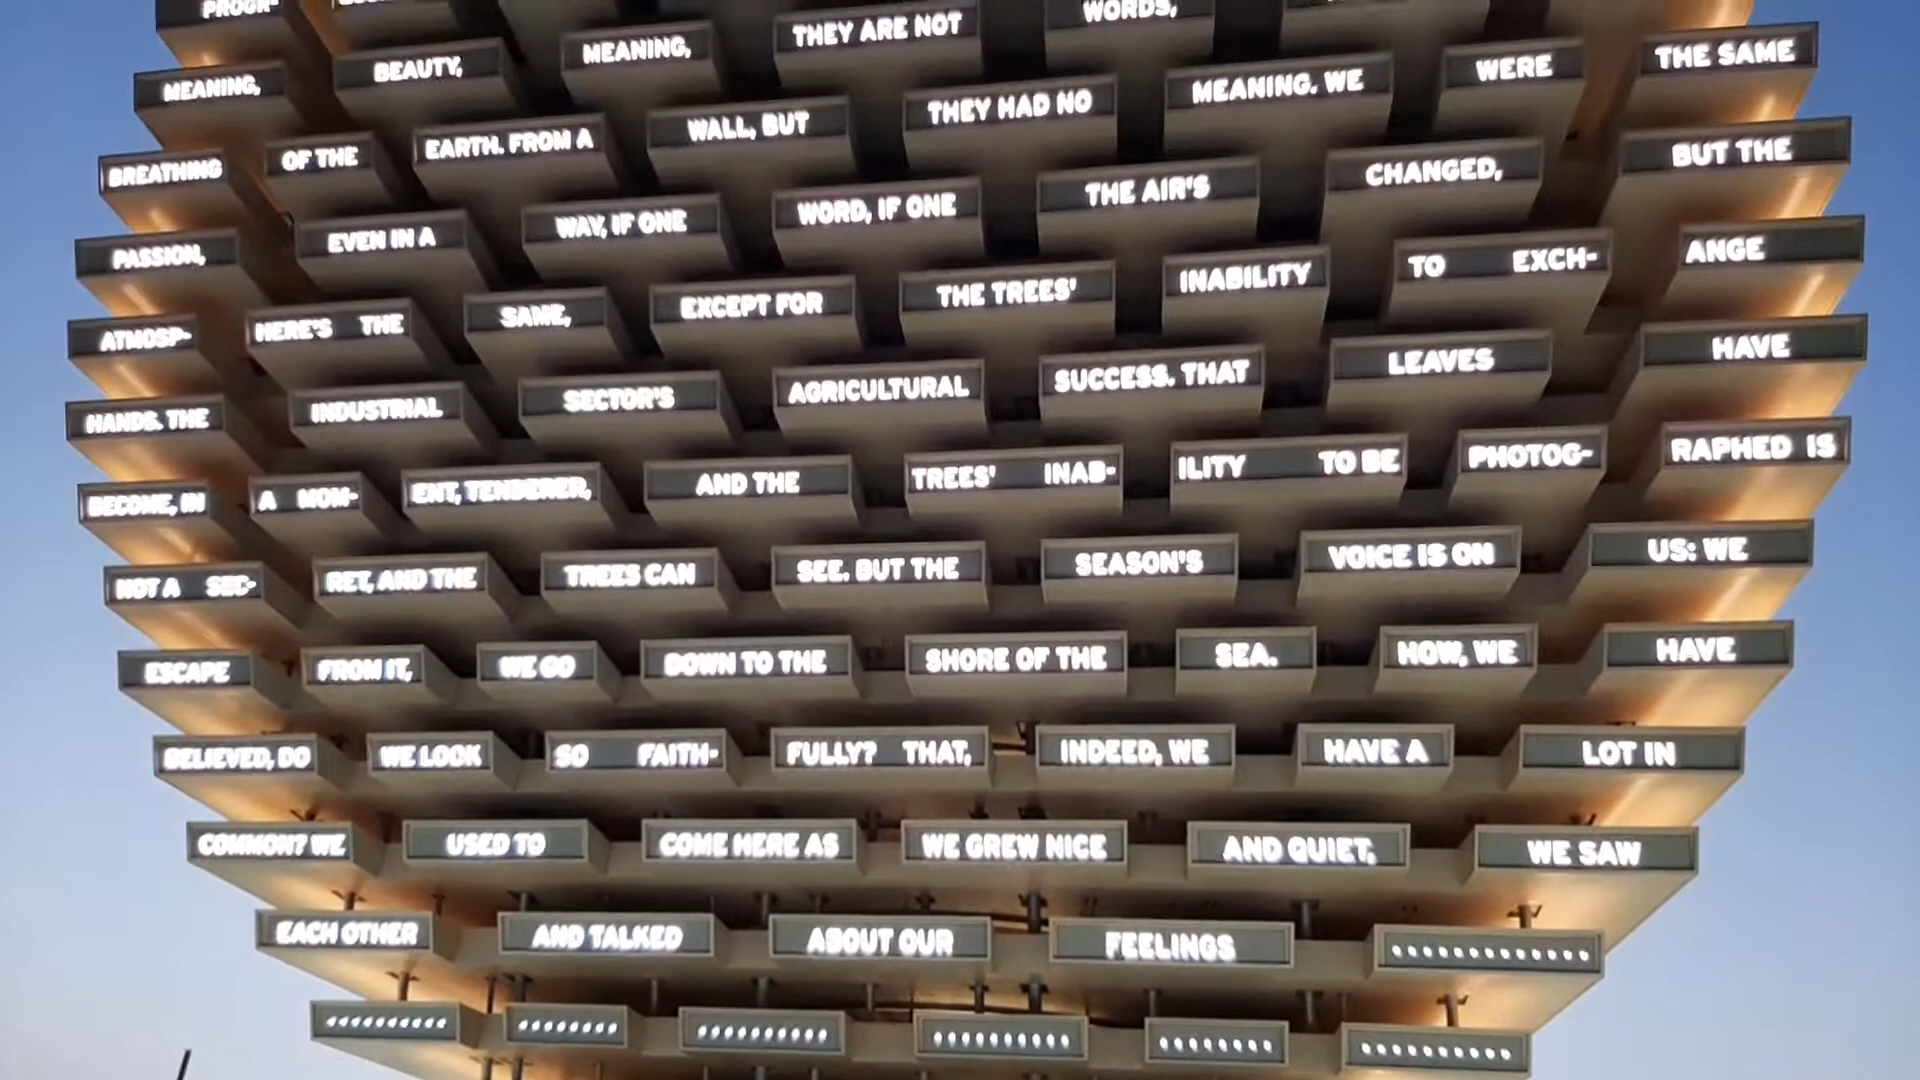 PROGR-
WORDS,
MEANING, BEAUTY, MEANING, THEY ARE NOT
BREATHING OF THE EARTH. FROM A WALL, BUT THEY HAD NO MEANING. WE WERE THE SAME
PASSION, EVEN IN A WAY, IF ONE WORD, IF ONE THE AIR'S CHANGED, BUT THE
ATMOSP- HERE'S THE SAME, EXCEPT FOR THE TREES' INABILITY TO EXCH- ANGE
HANDS. THE INDUSTRIAL SECTOR'S AGRICULTURAL SUCCESS. THAT LEAVES HAVE
BECOME, IN A MOM- ENT, TENDERER, AND THE TREES' INAB- ILITY TO BE PHOTOG- RAPHED IS
NOT A SEC- RET, AND THE TREES CAN SEE. BUT THE SEASON'S VOICE IS ON US: WE
ESCAPE FROM IT, WE GO DOWN TO THE SHORE OF THE SEA. HOW, WE HAVE
BELIEVED, DO WE LOOK SO FAITH- FULLY? THAT, INDEED, WE HAVE A LOT IN
COMMON? WE USED TO COME HERE AS WE GREW NICE AND QUIET, WE SAW
EACH OTHER AND TALKED ABOUT OUR FEELINGS